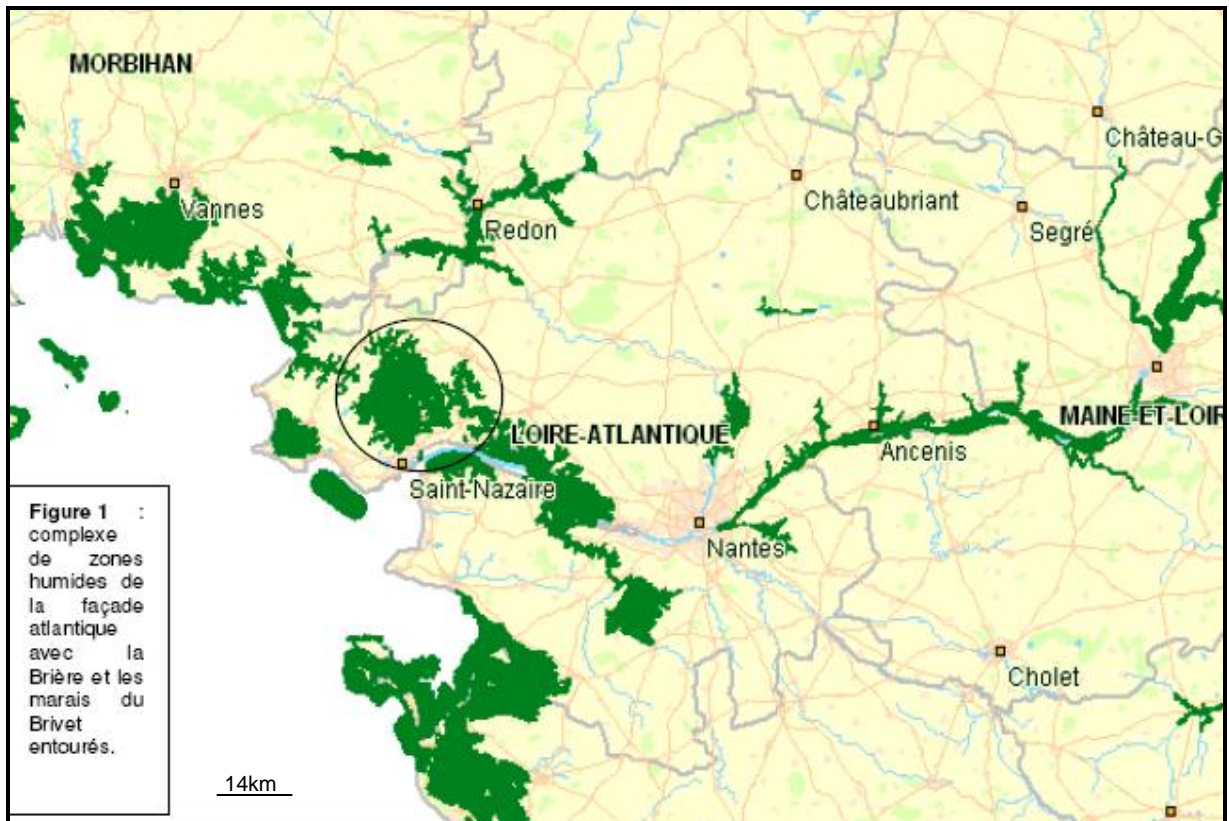 MORBIHAN
Château-G
Vannes
Redon
Châteaubriant
Segré
LOIRE-ATLANTIQUE
MAINE-ET-LOIR
Ancenis
Saint-Nazaire
Nantes
Cholet
Figure 1 :
complexe
de zones
humides de
la façade
atlantique
avec la
Brière et les
marais du
Brivet
entourés.
14km